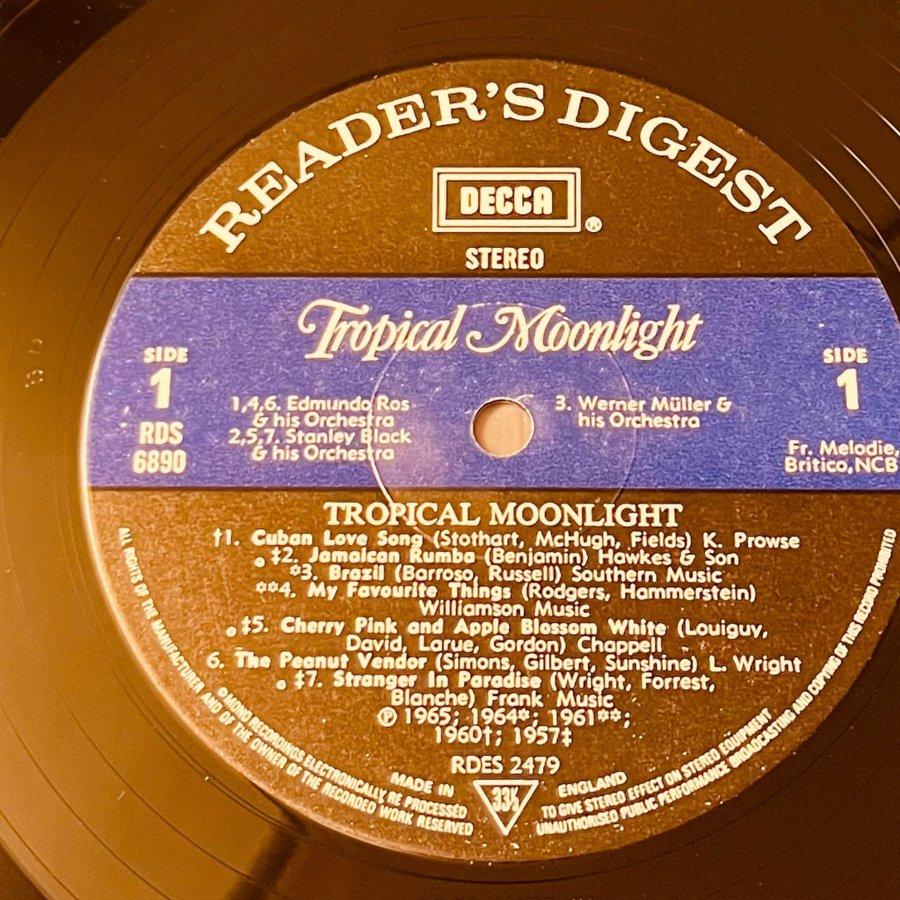 READER'S DIGEST
DECCA
®
STEREO
Tropical Moonlight
SIDE
1
RDS
6890
1,4,6. Edmundo Ros
& his Orchestra
2,5,7. Stanley Black
& his Orchestra
3. Werner Müller &
his Orchestra
SIDE
1
Fr. Melodie,
Britico,NCB
TROPICAL MOONLIGHT
†1. Cuban Love Song (Stothart, McHugh, Fields) K. Prowse
●‡2. Jamaican Rumba (Benjamin) Hawkes & Son
*3. Brazil (Barroso, Russell) Southern Music
**4. My Favourite Things (Rodgers, Hammerstein)
Williamson Music
●‡5. Cherry Pink and Apple Blossom White (Louiguy,
David, Larue, Gordon) Chappell
6. The Peanut Vendor (Simons, Gilbert, Sunshine) L. Wright
●‡7. Stranger In Paradise (Wright, Forrest,
Blanche) Frank Music
℗ 1965; 1964*; 1961**;
1960†; 1957‡
RDES 2479
MADE IN
33⅓
ENGLAND
●MONO RECORDINGS ELECTRONICALLY RE PROCESSED
TO GIVE STEREO EFFECT ON STEREO EQUIPMENT
ALL RIGHTS OF THE MANUFACTURER AND OF THE OWNER OF THE RECORDED WORK RESERVED
UNAUTHORISED PUBLIC PERFORMANCE BROADCASTING AND COPYING OF THIS RECORD PROHIBITED